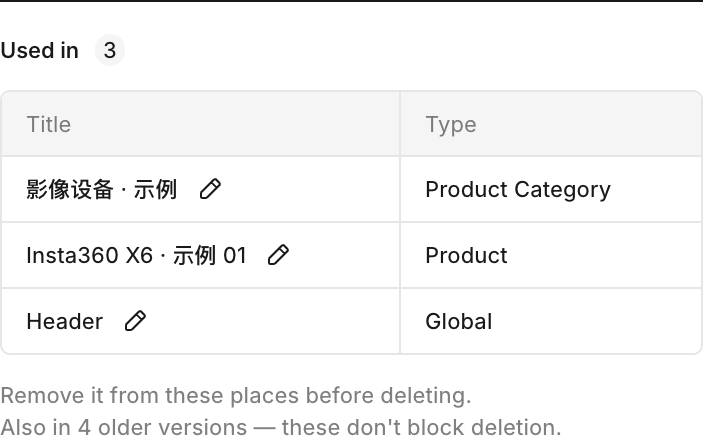 Used in 3
Title Type
影像设备 · 示例 Product Category
Insta360 X6 · 示例 01 Product
Header Global
Remove it from these places before deleting.
Also in 4 older versions — these don't block deletion.